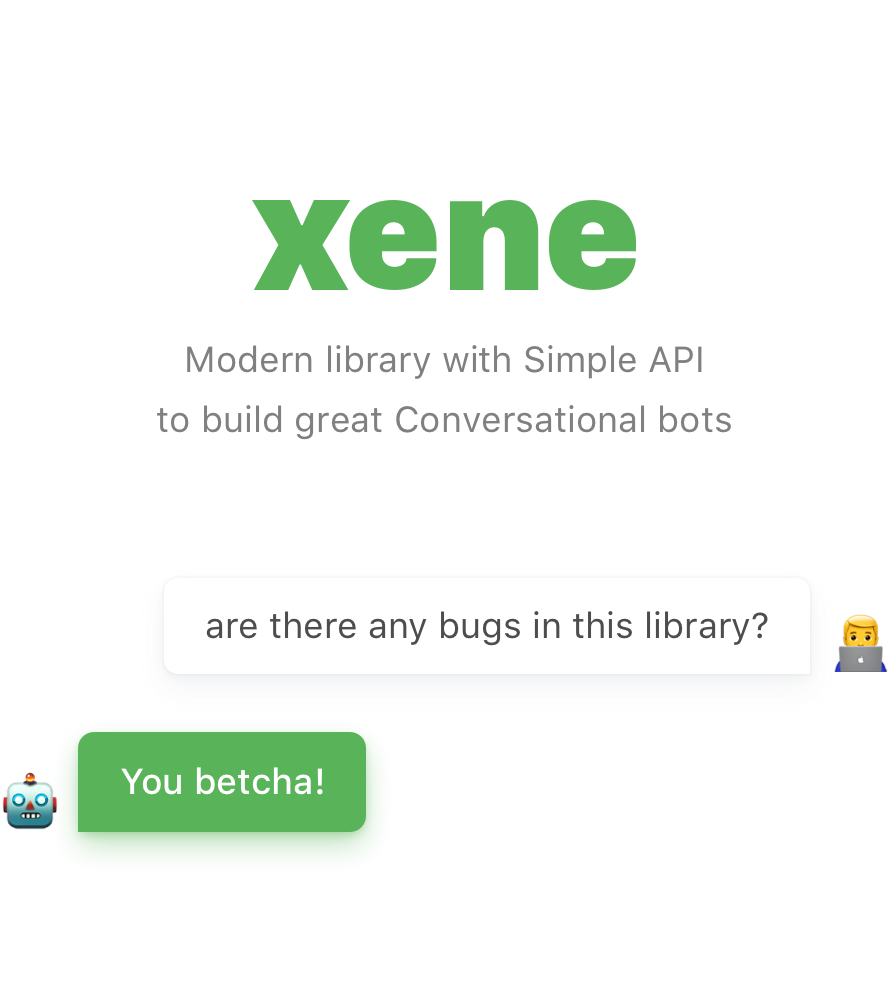 xene
Modern library with Simple API
to build great Conversational bots
are there any bugs in this library?
You betcha!